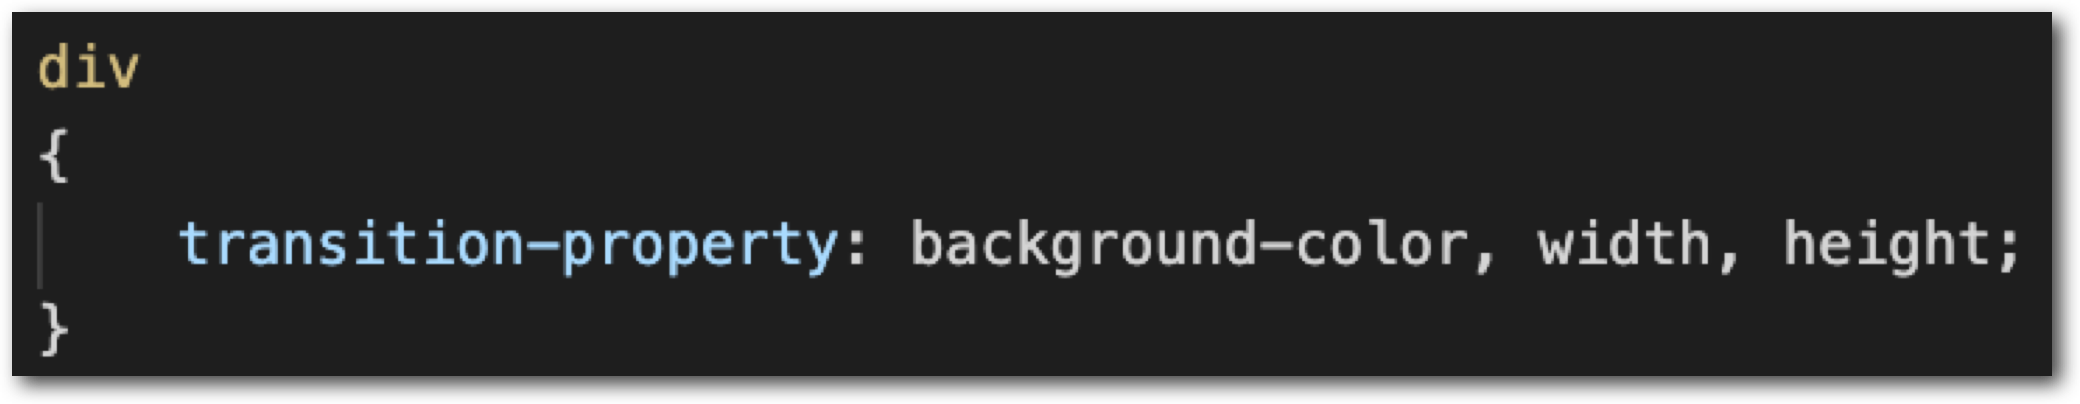 div
{
    transition-property: background-color, width, height;
}